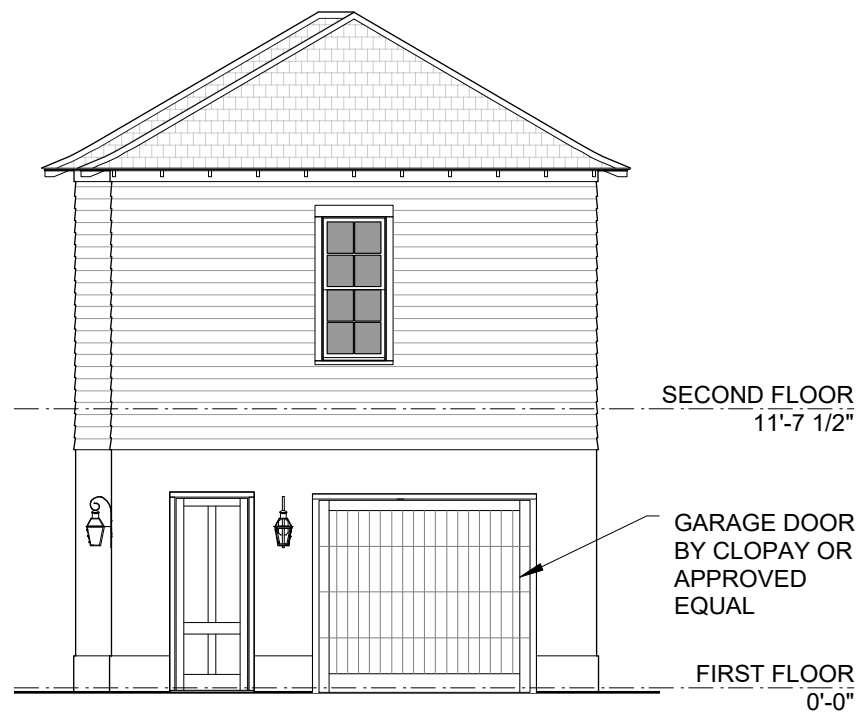 SECOND FLOOR
11'-7 1/2"
GARAGE DOOR
BY CLOPAY OR
APPROVED
EQUAL
FIRST FLOOR
0'-0"